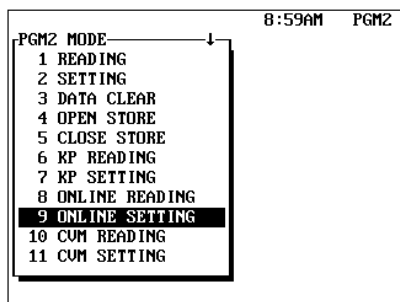 8:59AM PGM2
PGM2 MODE
1 READING
2 SETTING
3 DATA CLEAR
4 OPEN STORE
5 CLOSE STORE
6 KP READING
7 KP SETTING
8 ONLINE READING
9 ONLINE SETTING
10 CVM READING
11 CVM SETTING